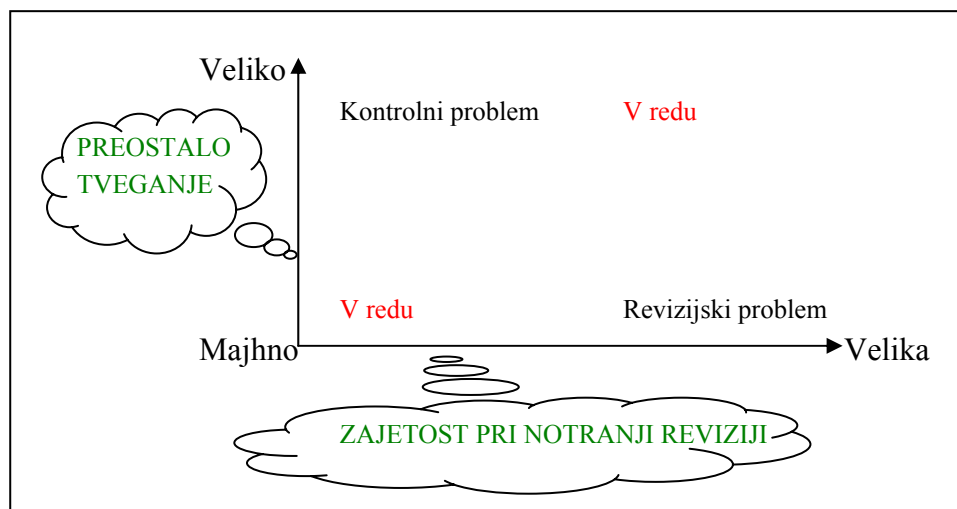 Veliko
Kontrolni problem
V redu
PREOSTALO
TVEGANJE
V redu
Revizijski problem
Majhno
Velika
ZAJETOST PRI NOTRANJI REVIZIJI